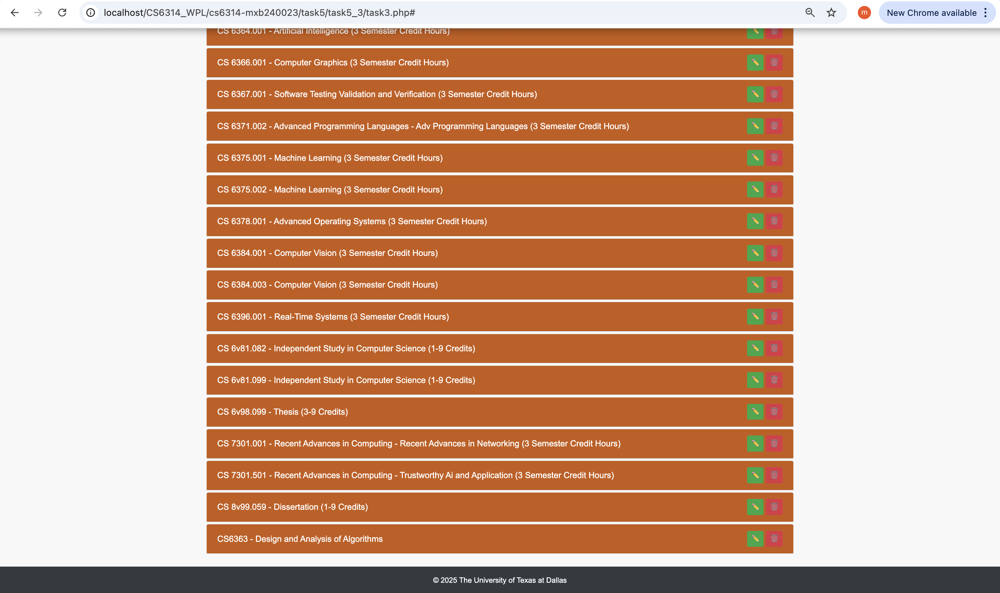 localhost/CS6314_WPL/cs6314-mxb240023/task5/task5_3/task3.php#
m
New Chrome available
CS 6364.001 - Artificial Intelligence (3 Semester Credit Hours)
CS 6366.001 - Computer Graphics (3 Semester Credit Hours)
CS 6367.001 - Software Testing Validation and Verification (3 Semester Credit Hours)
CS 6371.002 - Advanced Programming Languages - Adv Programming Languages (3 Semester Credit Hours)
CS 6375.001 - Machine Learning (3 Semester Credit Hours)
CS 6375.002 - Machine Learning (3 Semester Credit Hours)
CS 6378.001 - Advanced Operating Systems (3 Semester Credit Hours)
CS 6384.001 - Computer Vision (3 Semester Credit Hours)
CS 6384.003 - Computer Vision (3 Semester Credit Hours)
CS 6396.001 - Real-Time Systems (3 Semester Credit Hours)
CS 6v81.082 - Independent Study in Computer Science (1-9 Credits)
CS 6v81.099 - Independent Study in Computer Science (1-9 Credits)
CS 6v98.099 - Thesis (3-9 Credits)
CS 7301.001 - Recent Advances in Computing - Recent Advances in Networking (3 Semester Credit Hours)
CS 7301.501 - Recent Advances in Computing - Trustworthy Ai and Application (3 Semester Credit Hours)
CS 8v99.059 - Dissertation (1-9 Credits)
CS6363 - Design and Analysis of Algorithms
© 2025 The University of Texas at Dallas